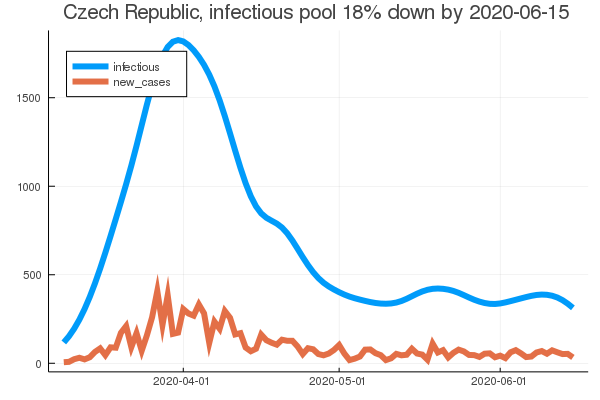 Czech Republic, infectious pool 18% down by 2020-06-15
infectious
new_cases
1500
1000
500
0
2020-04-01 2020-05-01 2020-06-01